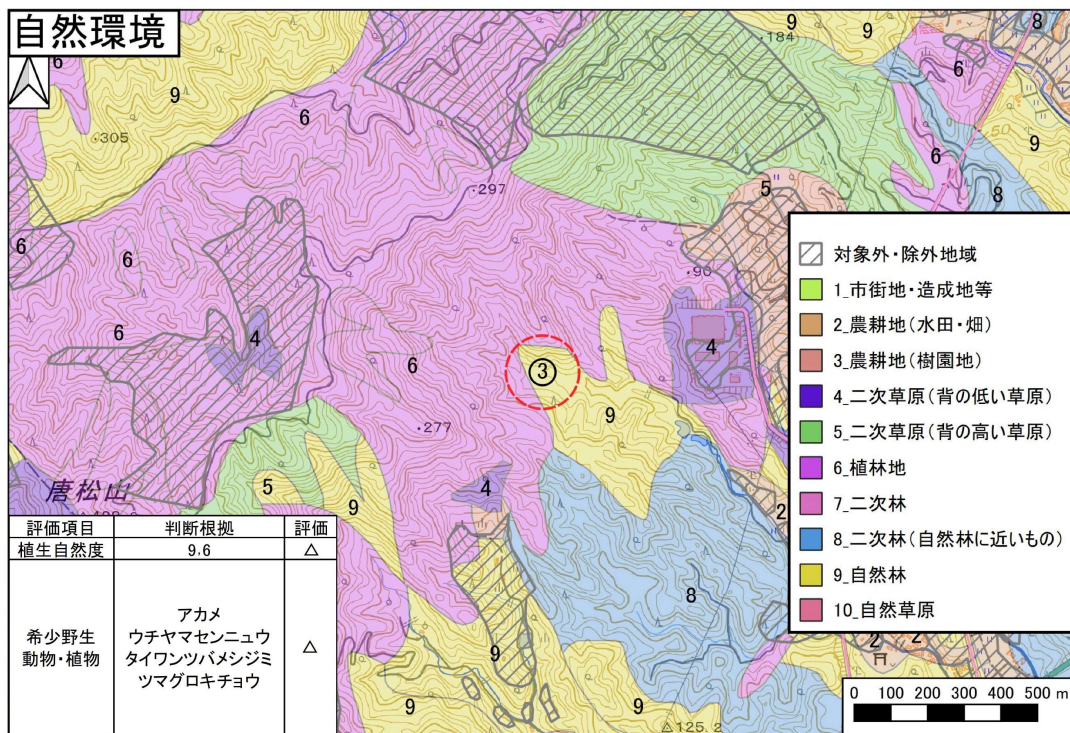 自然環境
9
9
8
・184
6
6
9
6
・305
50
9
6
・297
5
8
6
6
・90
4
4
6
6
③
・277
9
5
9
4
唐松山
2
8
9
9
9
2
2
△125.2
対象外・除外地域
1_市街地・造成地等
2_農耕地(水田・畑)
3_農耕地(樹園地)
4_二次草原(背の低い草原)
5_二次草原(背の高い草原)
6_植林地
7_二次林
8_二次林(自然林に近いもの)
9_自然林
10_自然草原
評価項目 判断根拠 評価
植生自然度 9,6 △
希少野生動物・植物
アカメ
ウチヤマセンニュウ
タイワンツバメシジミ
ツマグロキチョウ
△
0 100 200 300 400 500 m